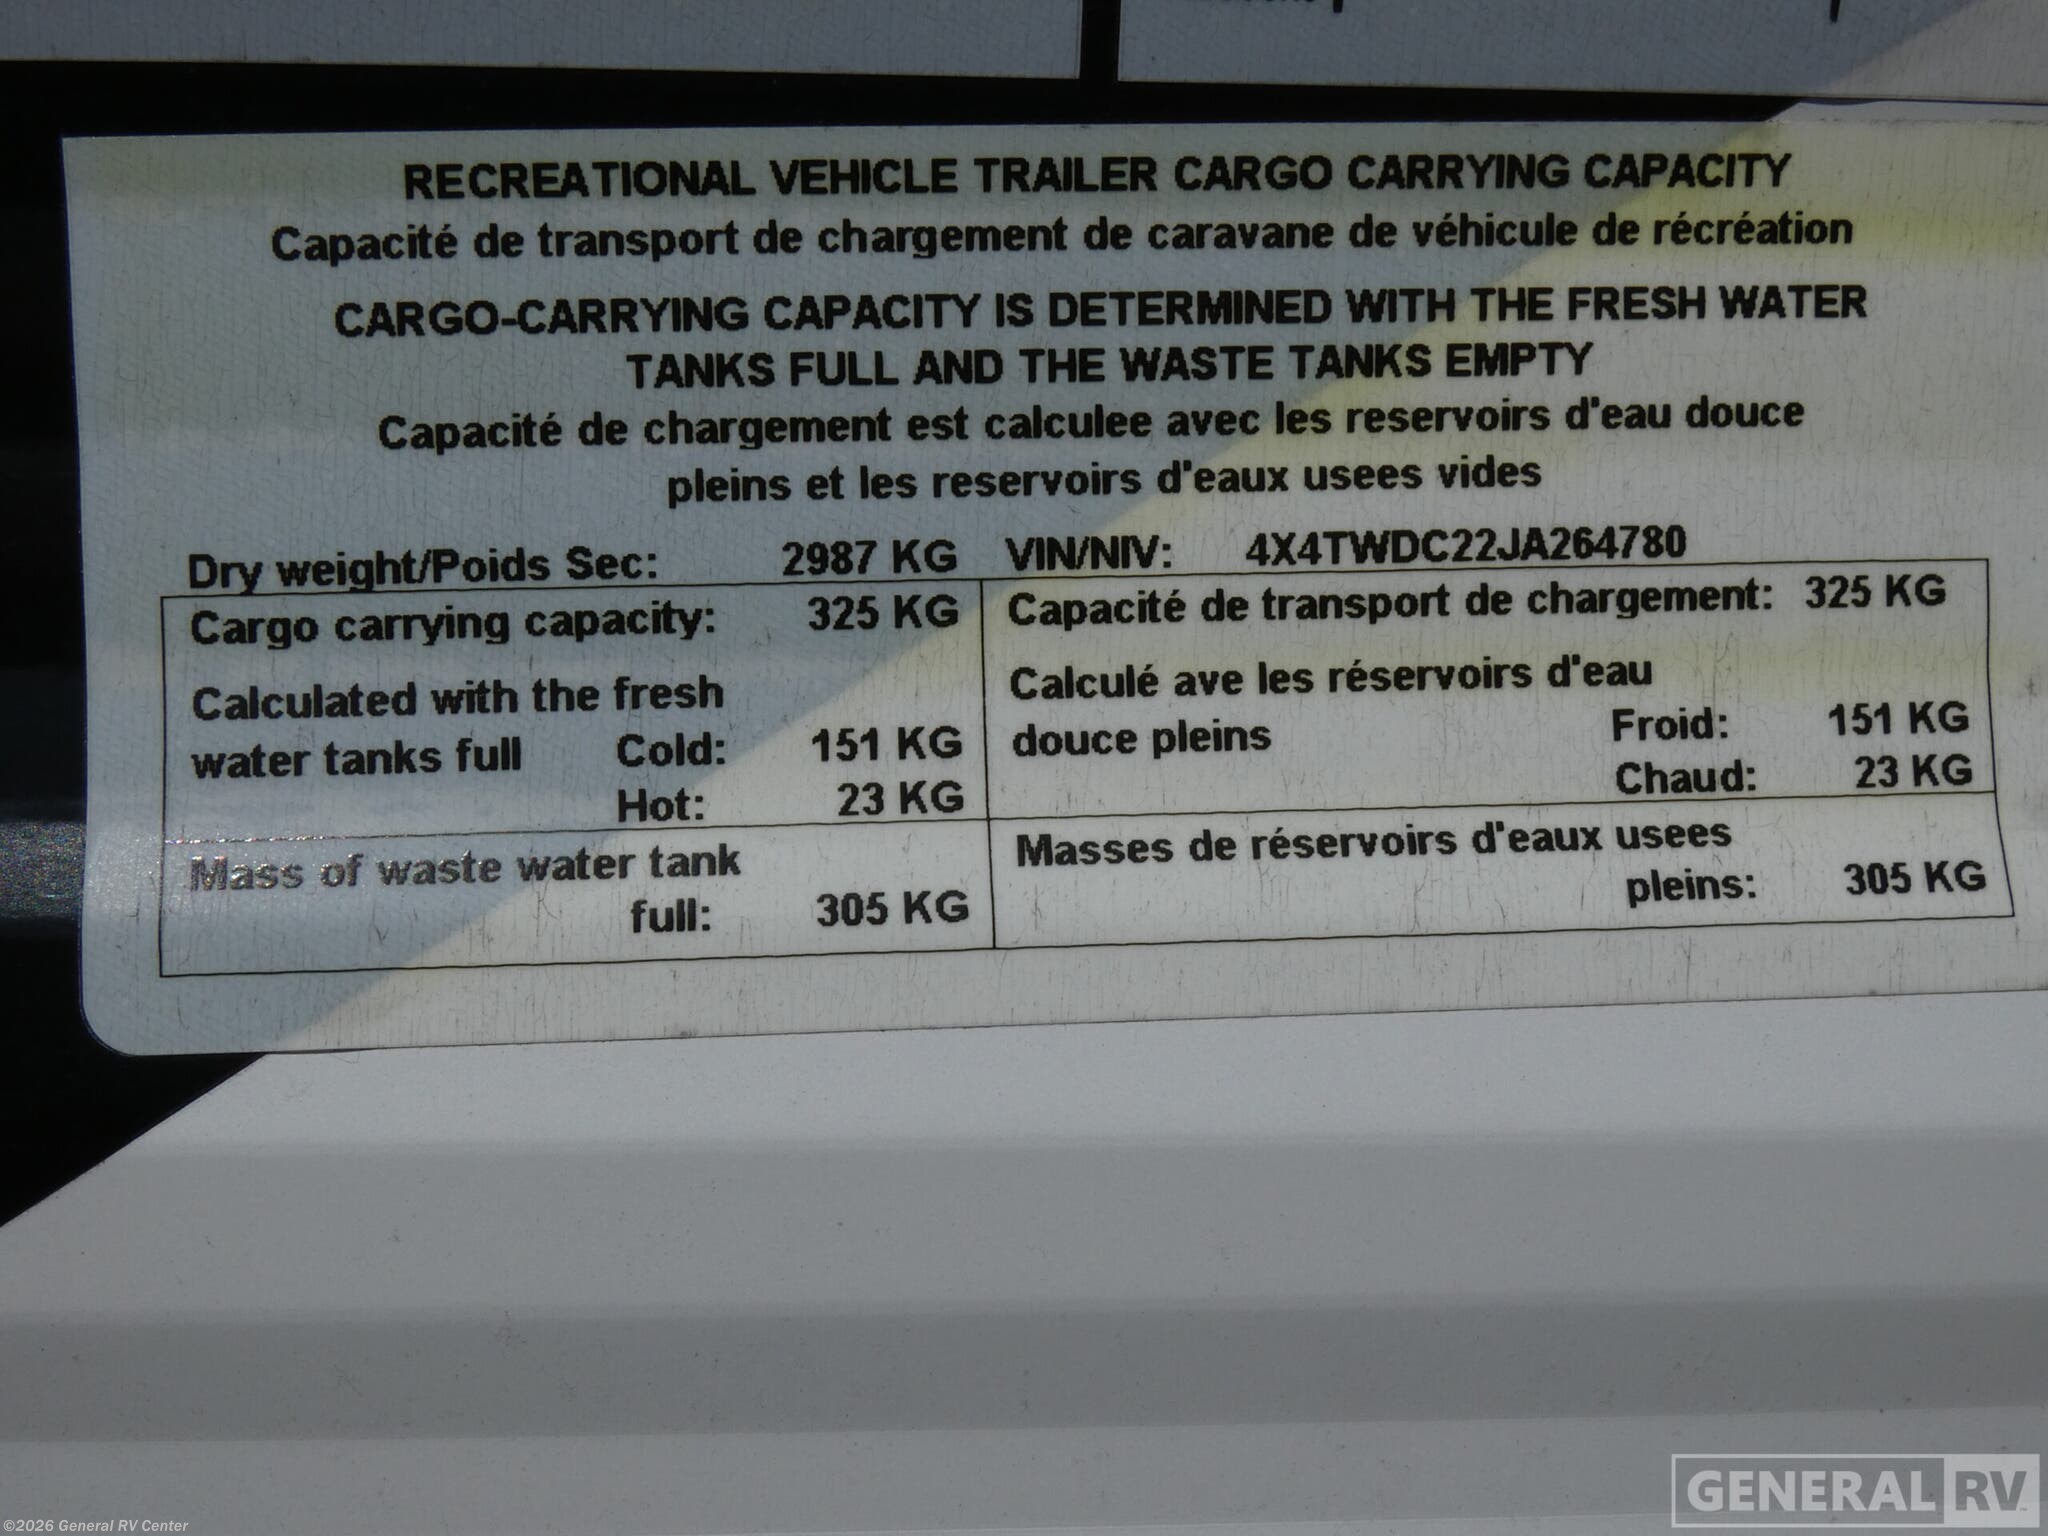 RECREATIONAL VEHICLE TRAILER CARGO CARRYING CAPACITY
Capacité de transport de chargement de caravane de véhicule de récréation
CARGO-CARRYING CAPACITY IS DETERMINED WITH THE FRESH WATER
TANKS FULL AND THE WASTE TANKS EMPTY
Capacité de chargement est calculee avec les reservoirs d'eau douce
pleins et les reservoirs d'eaux usees vides
Dry weight/Poids Sec: 2987 KG VIN/NIV: 4X4TWDC22JA264780
Cargo carrying capacity: 325 KG
Calculated with the fresh
water tanks full Cold: 151 KG
Hot: 23 KG
Mass of waste water tank
full: 305 KG
Capacité de transport de chargement: 325 KG
Calculé ave les réservoirs d'eau
douce pleins Froid: 151 KG
Chaud: 23 KG
Masses de réservoirs d'eaux usees
pleins: 305 KG
GENERAL RV
©2026 General RV Center